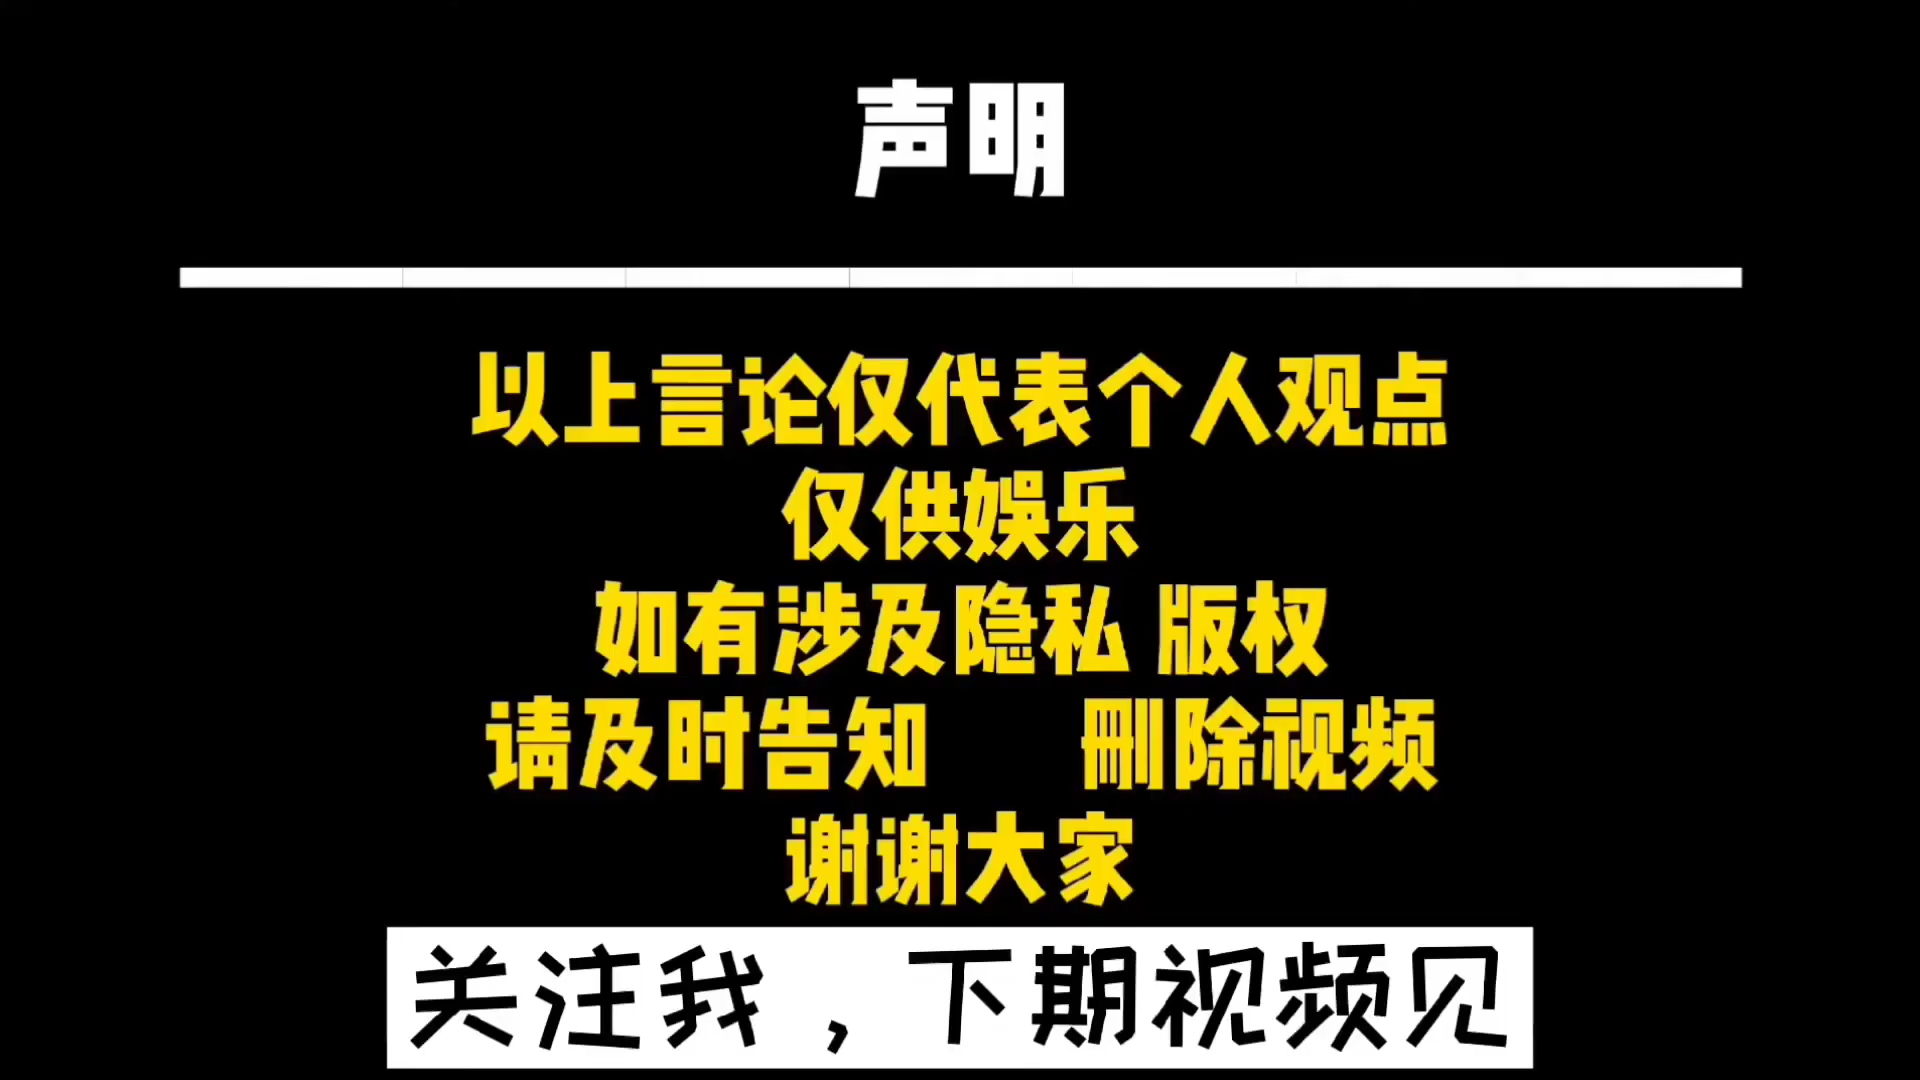 声明
以上言论仅代表个人观点
仅供娱乐
如有涉及隐私 版权
请及时告知 删除视频
谢谢大家
关注我，下期视频见